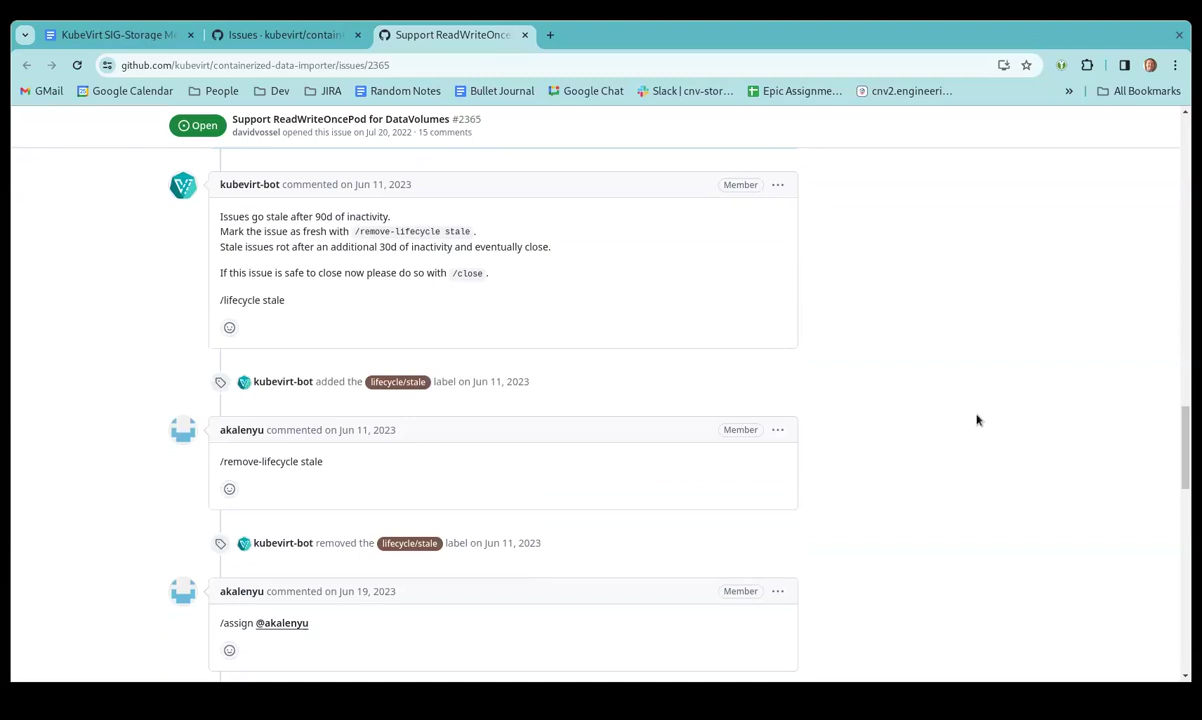 KubeVirt SIG-Storage Me
Issues · kubevirt/contain
Support ReadWriteOnce
github.com/kubevirt/containerized-data-importer/issues/2365
GMail
Google Calendar
People
Dev
JIRA
Random Notes
Bullet Journal
Google Chat
Slack | cnv-stor...
Epic Assignme...
cnv2.engineeri...
»
All Bookmarks
Open
Support ReadWriteOncePod for DataVolumes #2365
davidvossel opened this issue on Jul 20, 2022 · 15 comments
kubevirt-bot commented on Jun 11, 2023
Member
Issues go stale after 90d of inactivity.
Mark the issue as fresh with /remove-lifecycle stale .
Stale issues rot after an additional 30d of inactivity and eventually close.
If this issue is safe to close now please do so with /close .
/lifecycle stale
kubevirt-bot added the lifecycle/stale label on Jun 11, 2023
akalenyu commented on Jun 11, 2023
Member
/remove-lifecycle stale
kubevirt-bot removed the lifecycle/stale label on Jun 11, 2023
akalenyu commented on Jun 19, 2023
Member
/assign @akalenyu